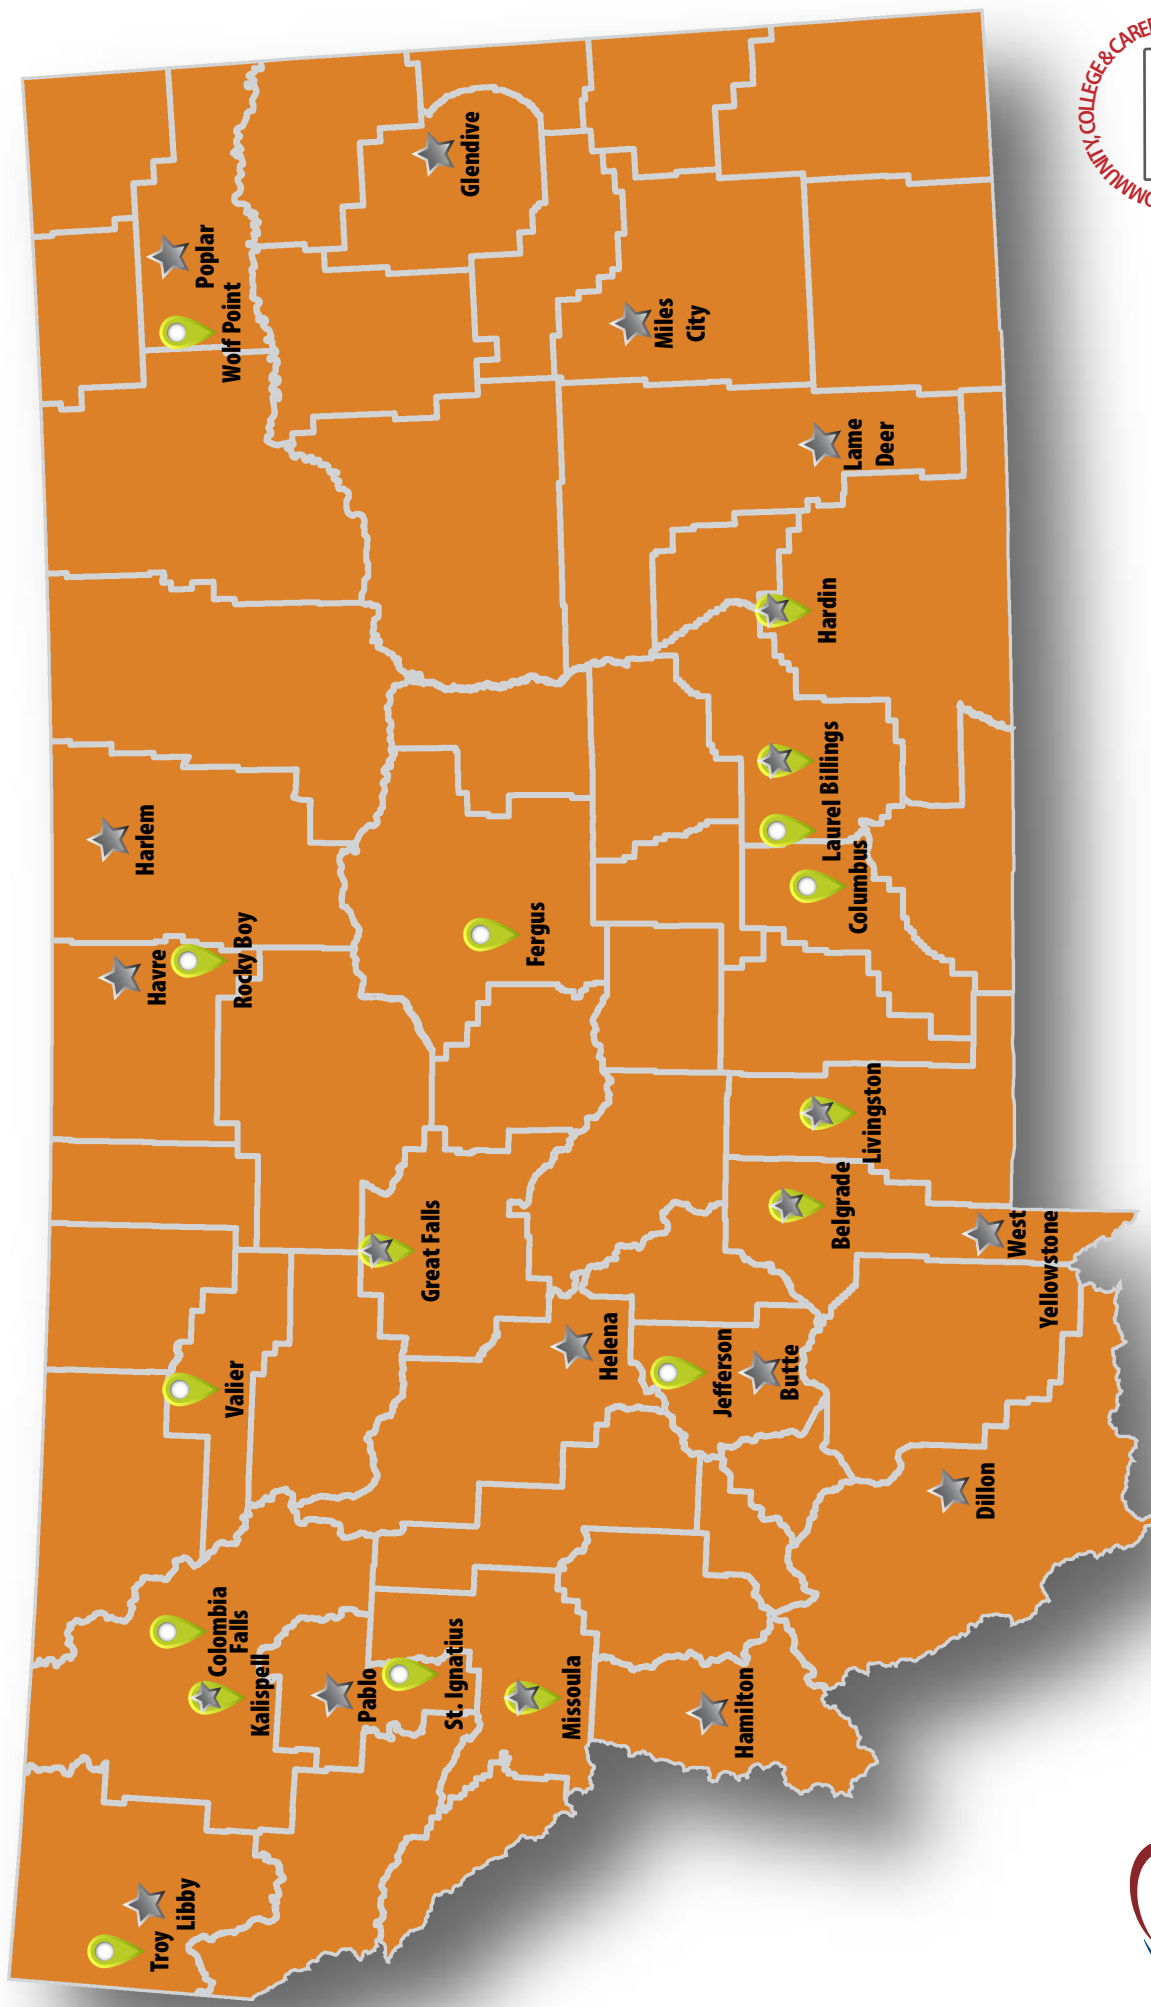 Troy
Libby
Colombia
Falls
Kalispell
Pablo
St. Ignatius
Missoula
Hamilton
Valier
Great Falls
Helena
Jefferson
Butte
Dillon
Havre
Rocky Boy
Harlem
Fergus
Belgrade
Livingston
West
Yellowstone
Columbus
Laurel
Billings
Hardin
Lame
Deer
Miles
City
Wolf Point
Poplar
Glendive
COLLEGE &